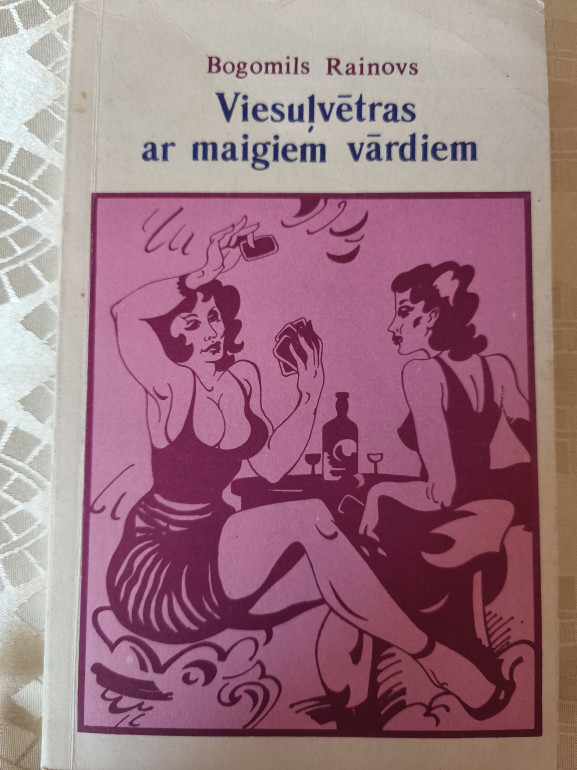 Bogomils Rainovs
Viesuļvētras
ar maigiem vārdiem